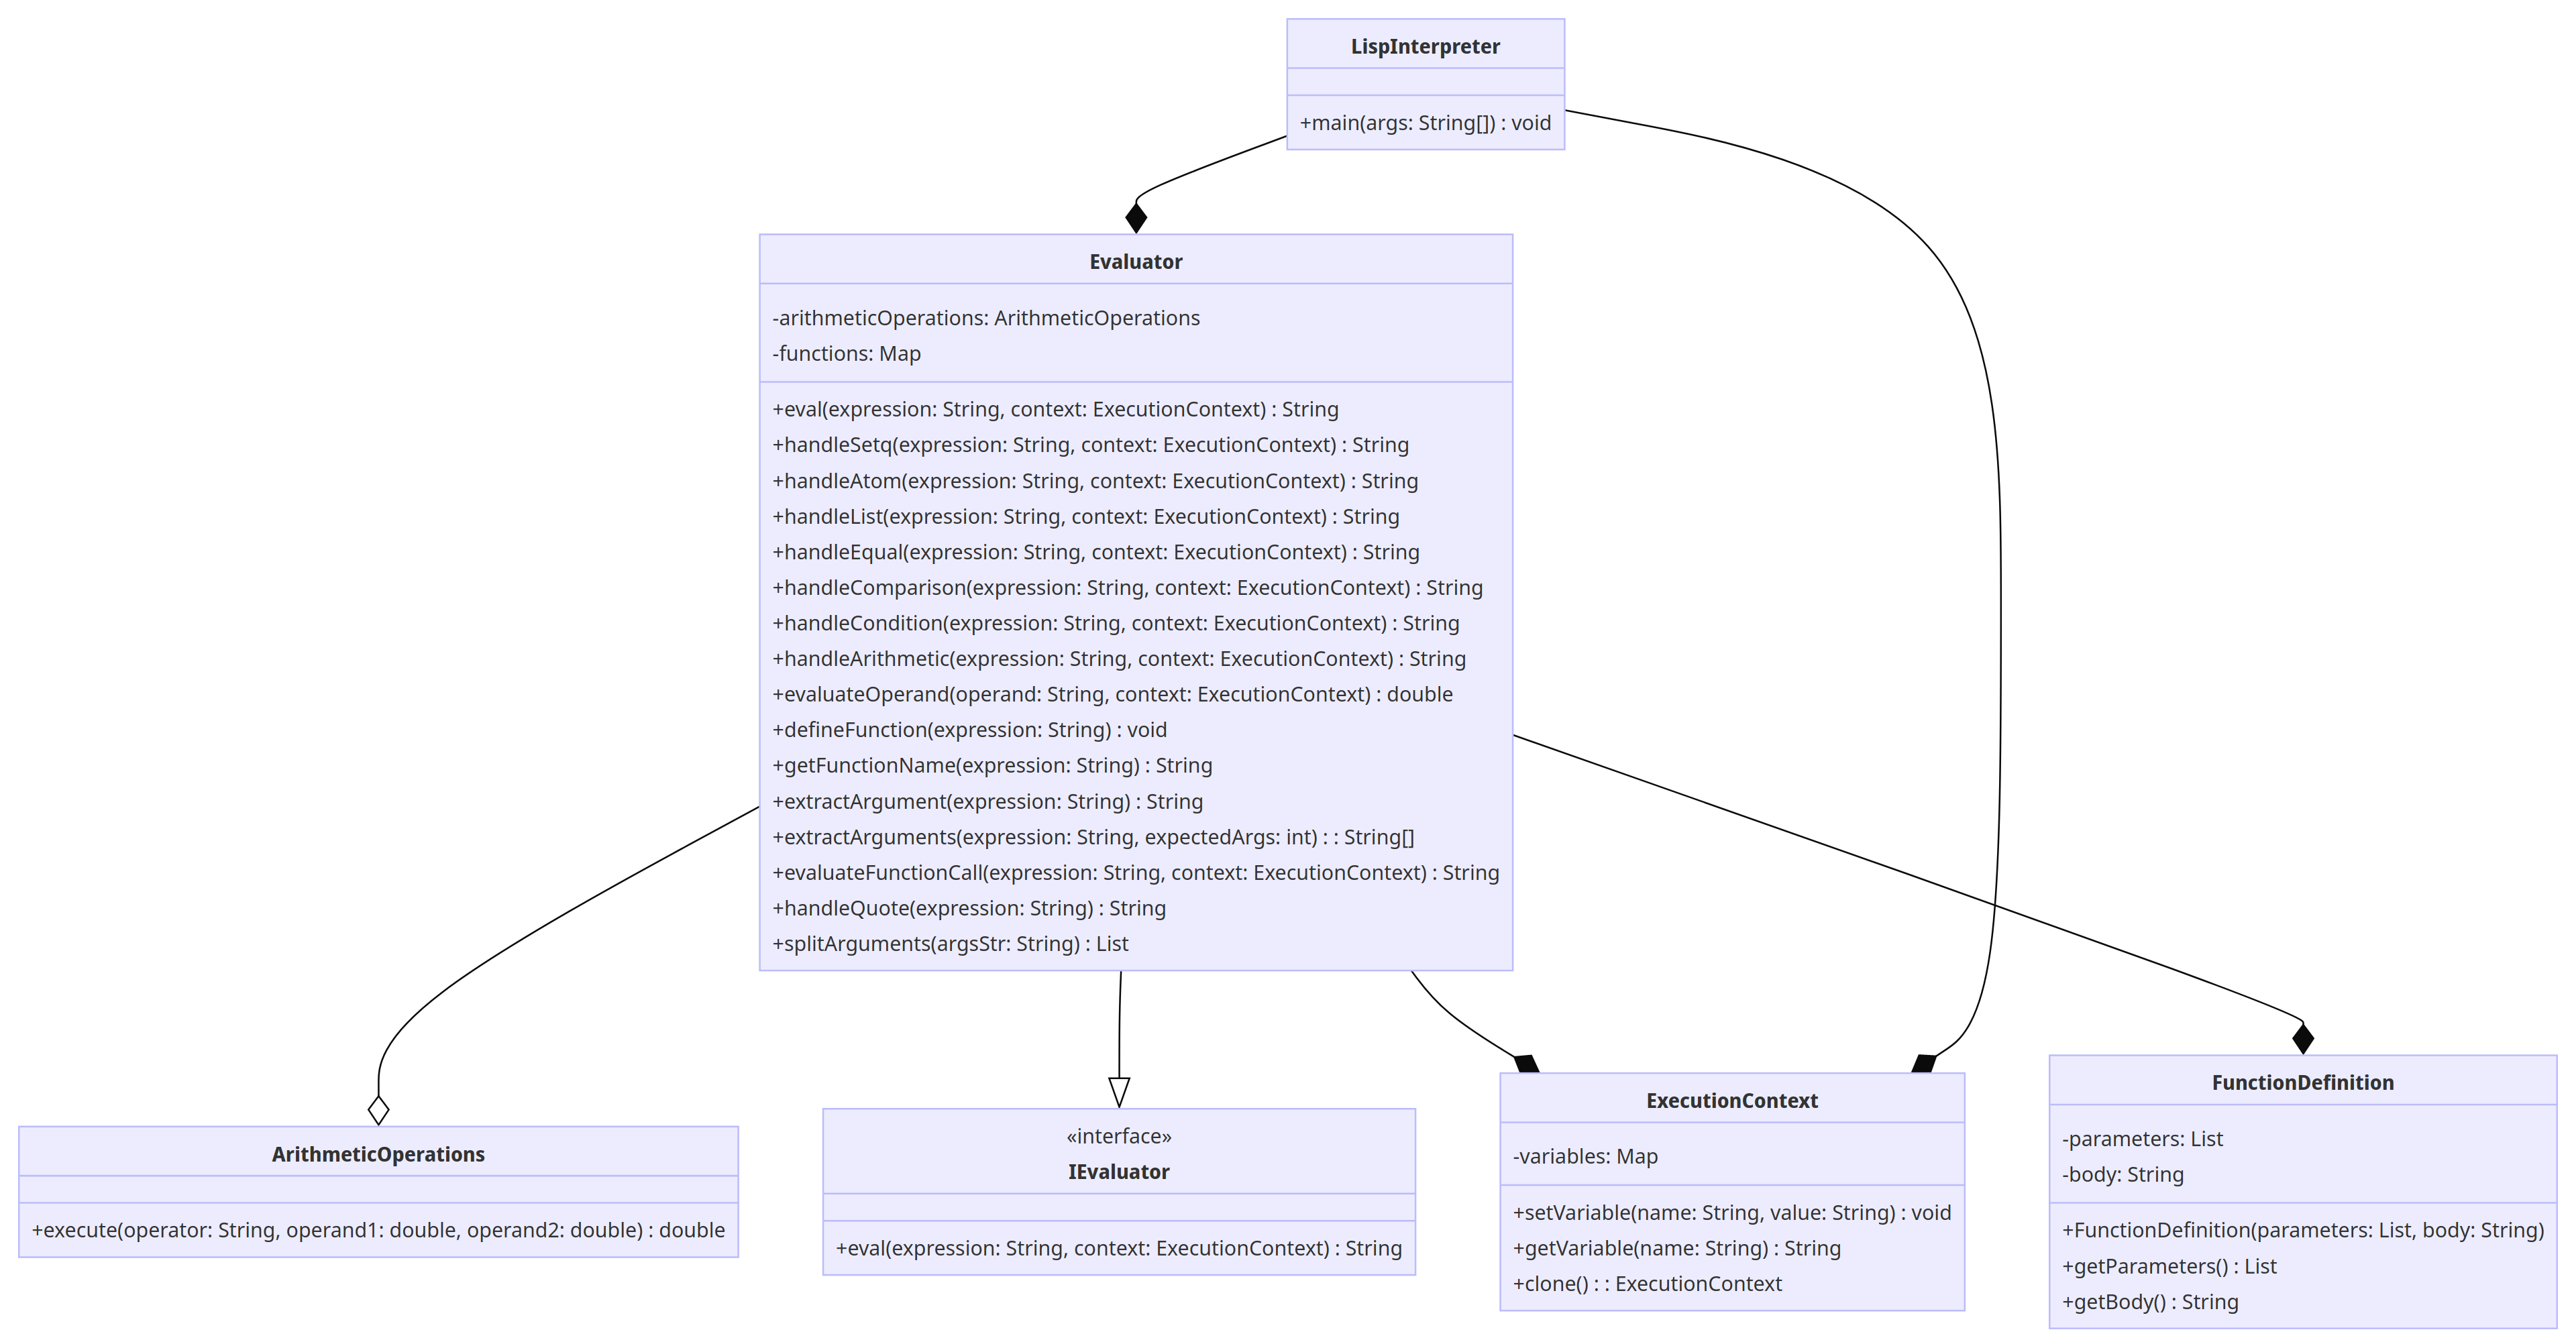 LispInterpreter
+main(args: String[]) : void
Evaluator
-arithmeticOperations: ArithmeticOperations
-functions: Map
+eval(expression: String, context: ExecutionContext) : String
+handleSetq(expression: String, context: ExecutionContext) : String
+handleAtom(expression: String, context: ExecutionContext) : String
+handleList(expression: String, context: ExecutionContext) : String
+handleEqual(expression: String, context: ExecutionContext) : String
+handleComparison(expression: String, context: ExecutionContext) : String
+handleCondition(expression: String, context: ExecutionContext) : String
+handleArithmetic(expression: String, context: ExecutionContext) : String
+evaluateOperand(operand: String, context: ExecutionContext) : double
+defineFunction(expression: String) : void
+getFunctionName(expression: String) : String
+extractArgument(expression: String) : String
+extractArguments(expression: String, expectedArgs: int) : : String[]
+evaluateFunctionCall(expression: String, context: ExecutionContext) : String
+handleQuote(expression: String) : String
+splitArguments(argsStr: String) : List
ArithmeticOperations
+execute(operator: String, operand1: double, operand2: double) : double
«interface»
IEvaluator
+eval(expression: String, context: ExecutionContext) : String
ExecutionContext
-variables: Map
+setVariable(name: String, value: String) : void
+getVariable(name: String) : String
+clone() : : ExecutionContext
FunctionDefinition
-parameters: List
-body: String
+FunctionDefinition(parameters: List, body: String)
+getParameters() : List
+getBody() : String